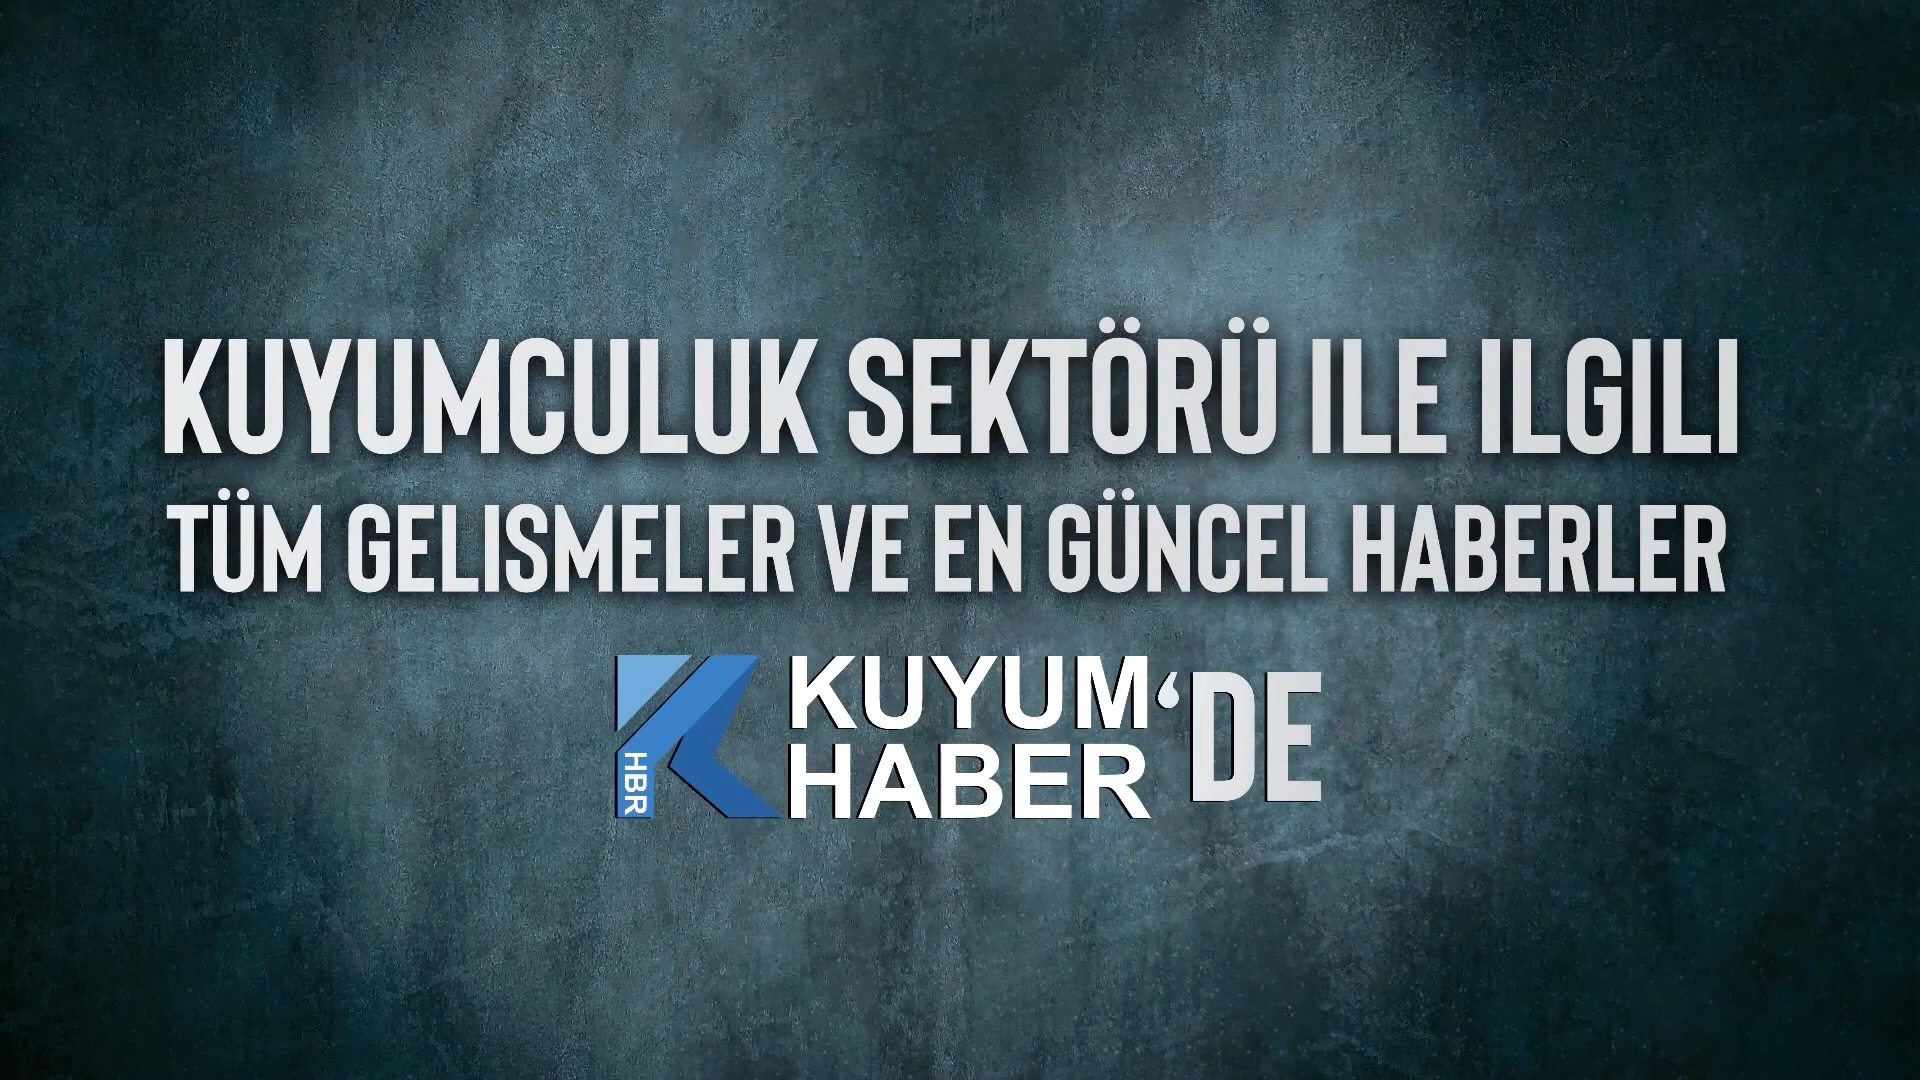 KUYUMCULUK SEKTÖRÜ ILE ILGILI
TÜM GELISMELER VE EN GÜNCEL HABERLER
HBR
KUYUM ‘DE
HABER